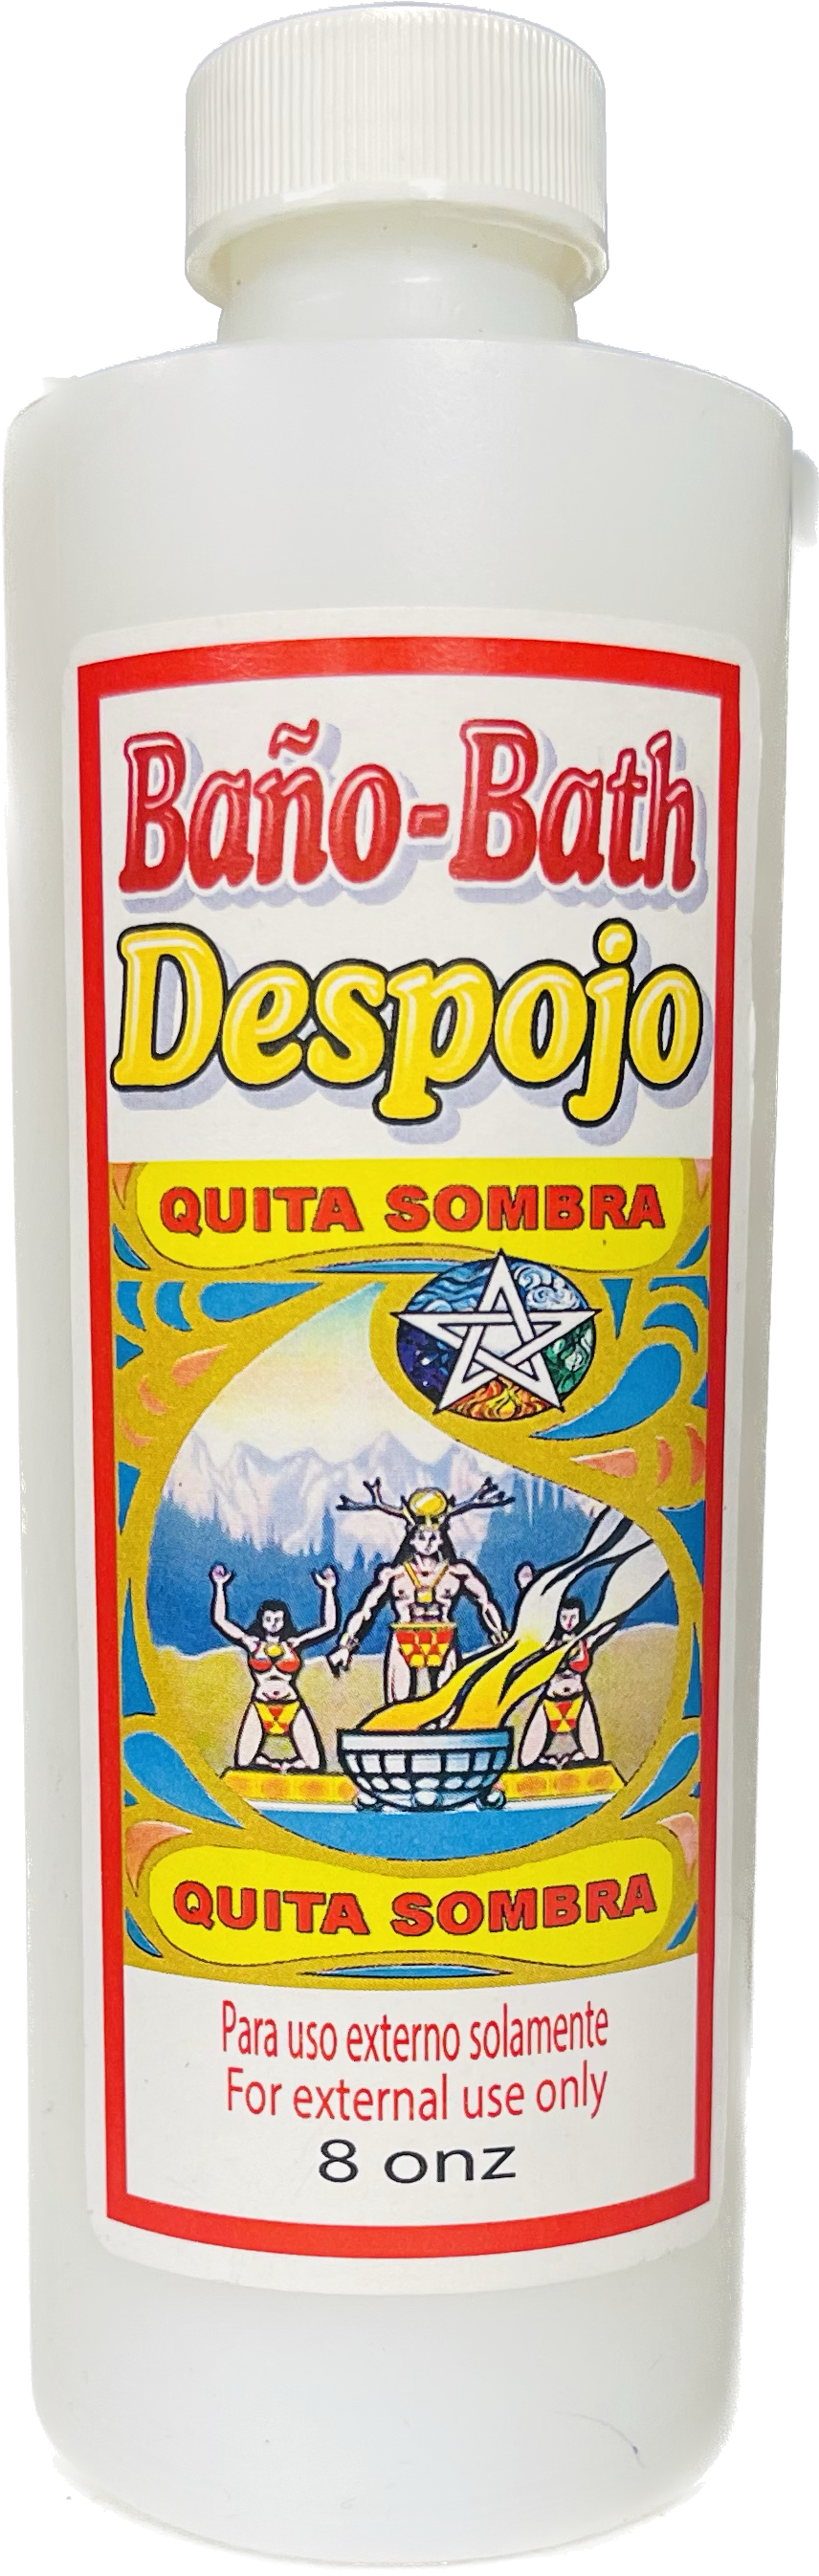 Baño-Bath
Despojo
QUITA SOMBRA
QUITA SOMBRA
Para uso externo solamente
For external use only
8 onz